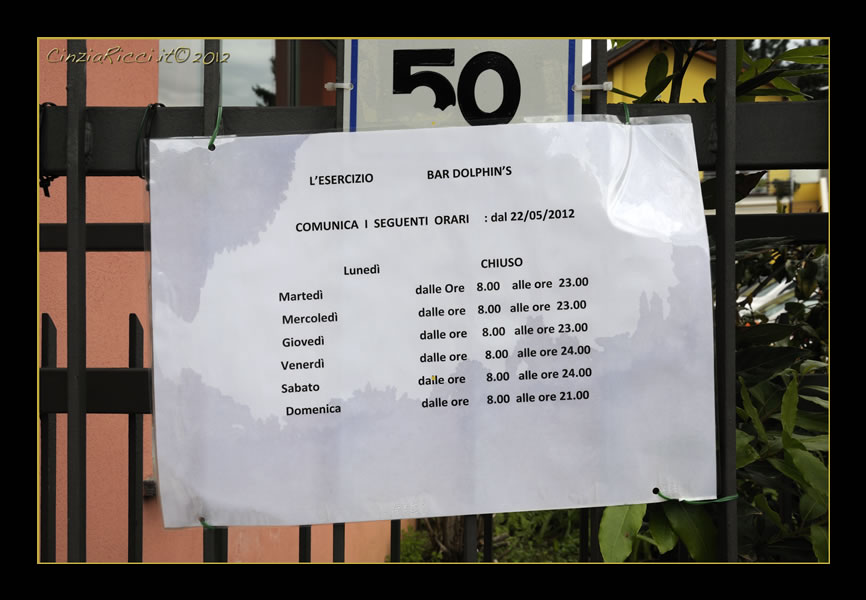 CinziaRicci.it© 2012
50
L'ESERCIZIO BAR DOLPHIN'S
COMUNICA I SEGUENTI ORARI : dal 22/05/2012
Lunedì CHIUSO
Martedì dalle Ore 8.00 alle ore 23.00
Mercoledì dalle ore 8.00 alle ore 23.00
Giovedì dalle ore 8.00 alle ore 23.00
Venerdì dalle ore 8.00 alle ore 24.00
Sabato dalle ore 8.00 alle ore 24.00
Domenica dalle ore 8.00 alle ore 21.00